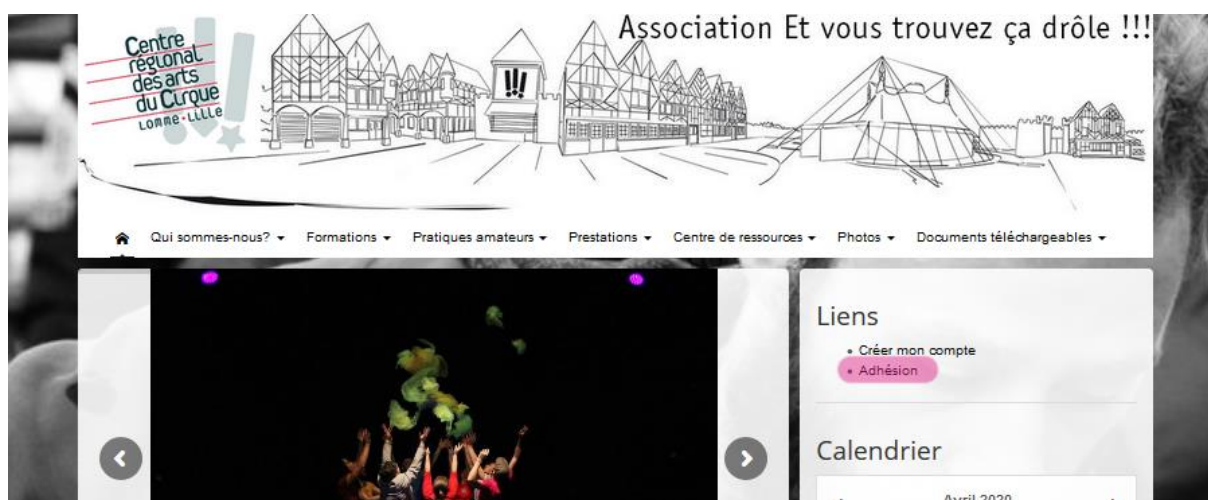 Association Et vous trouvez ça drôle !!!
Centre
régional
des arts
du Cirque
Lomme • Lille
!!!
Qui sommes-nous? Formations Pratiques amateurs Prestations Centre de ressources Photos Documents téléchargeables
Liens
• Créer mon compte
• Adhésion
Calendrier
Avril 2020